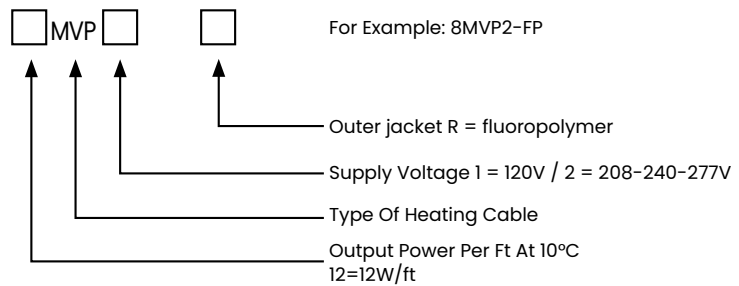 MVP
For Example: 8MVP2-FP
Outer jacket R = fluoropolymer
Supply Voltage 1 = 120V / 2 = 208-240-277V
Type Of Heating Cable
Output Power Per Ft At 10°C
12=12W/ft